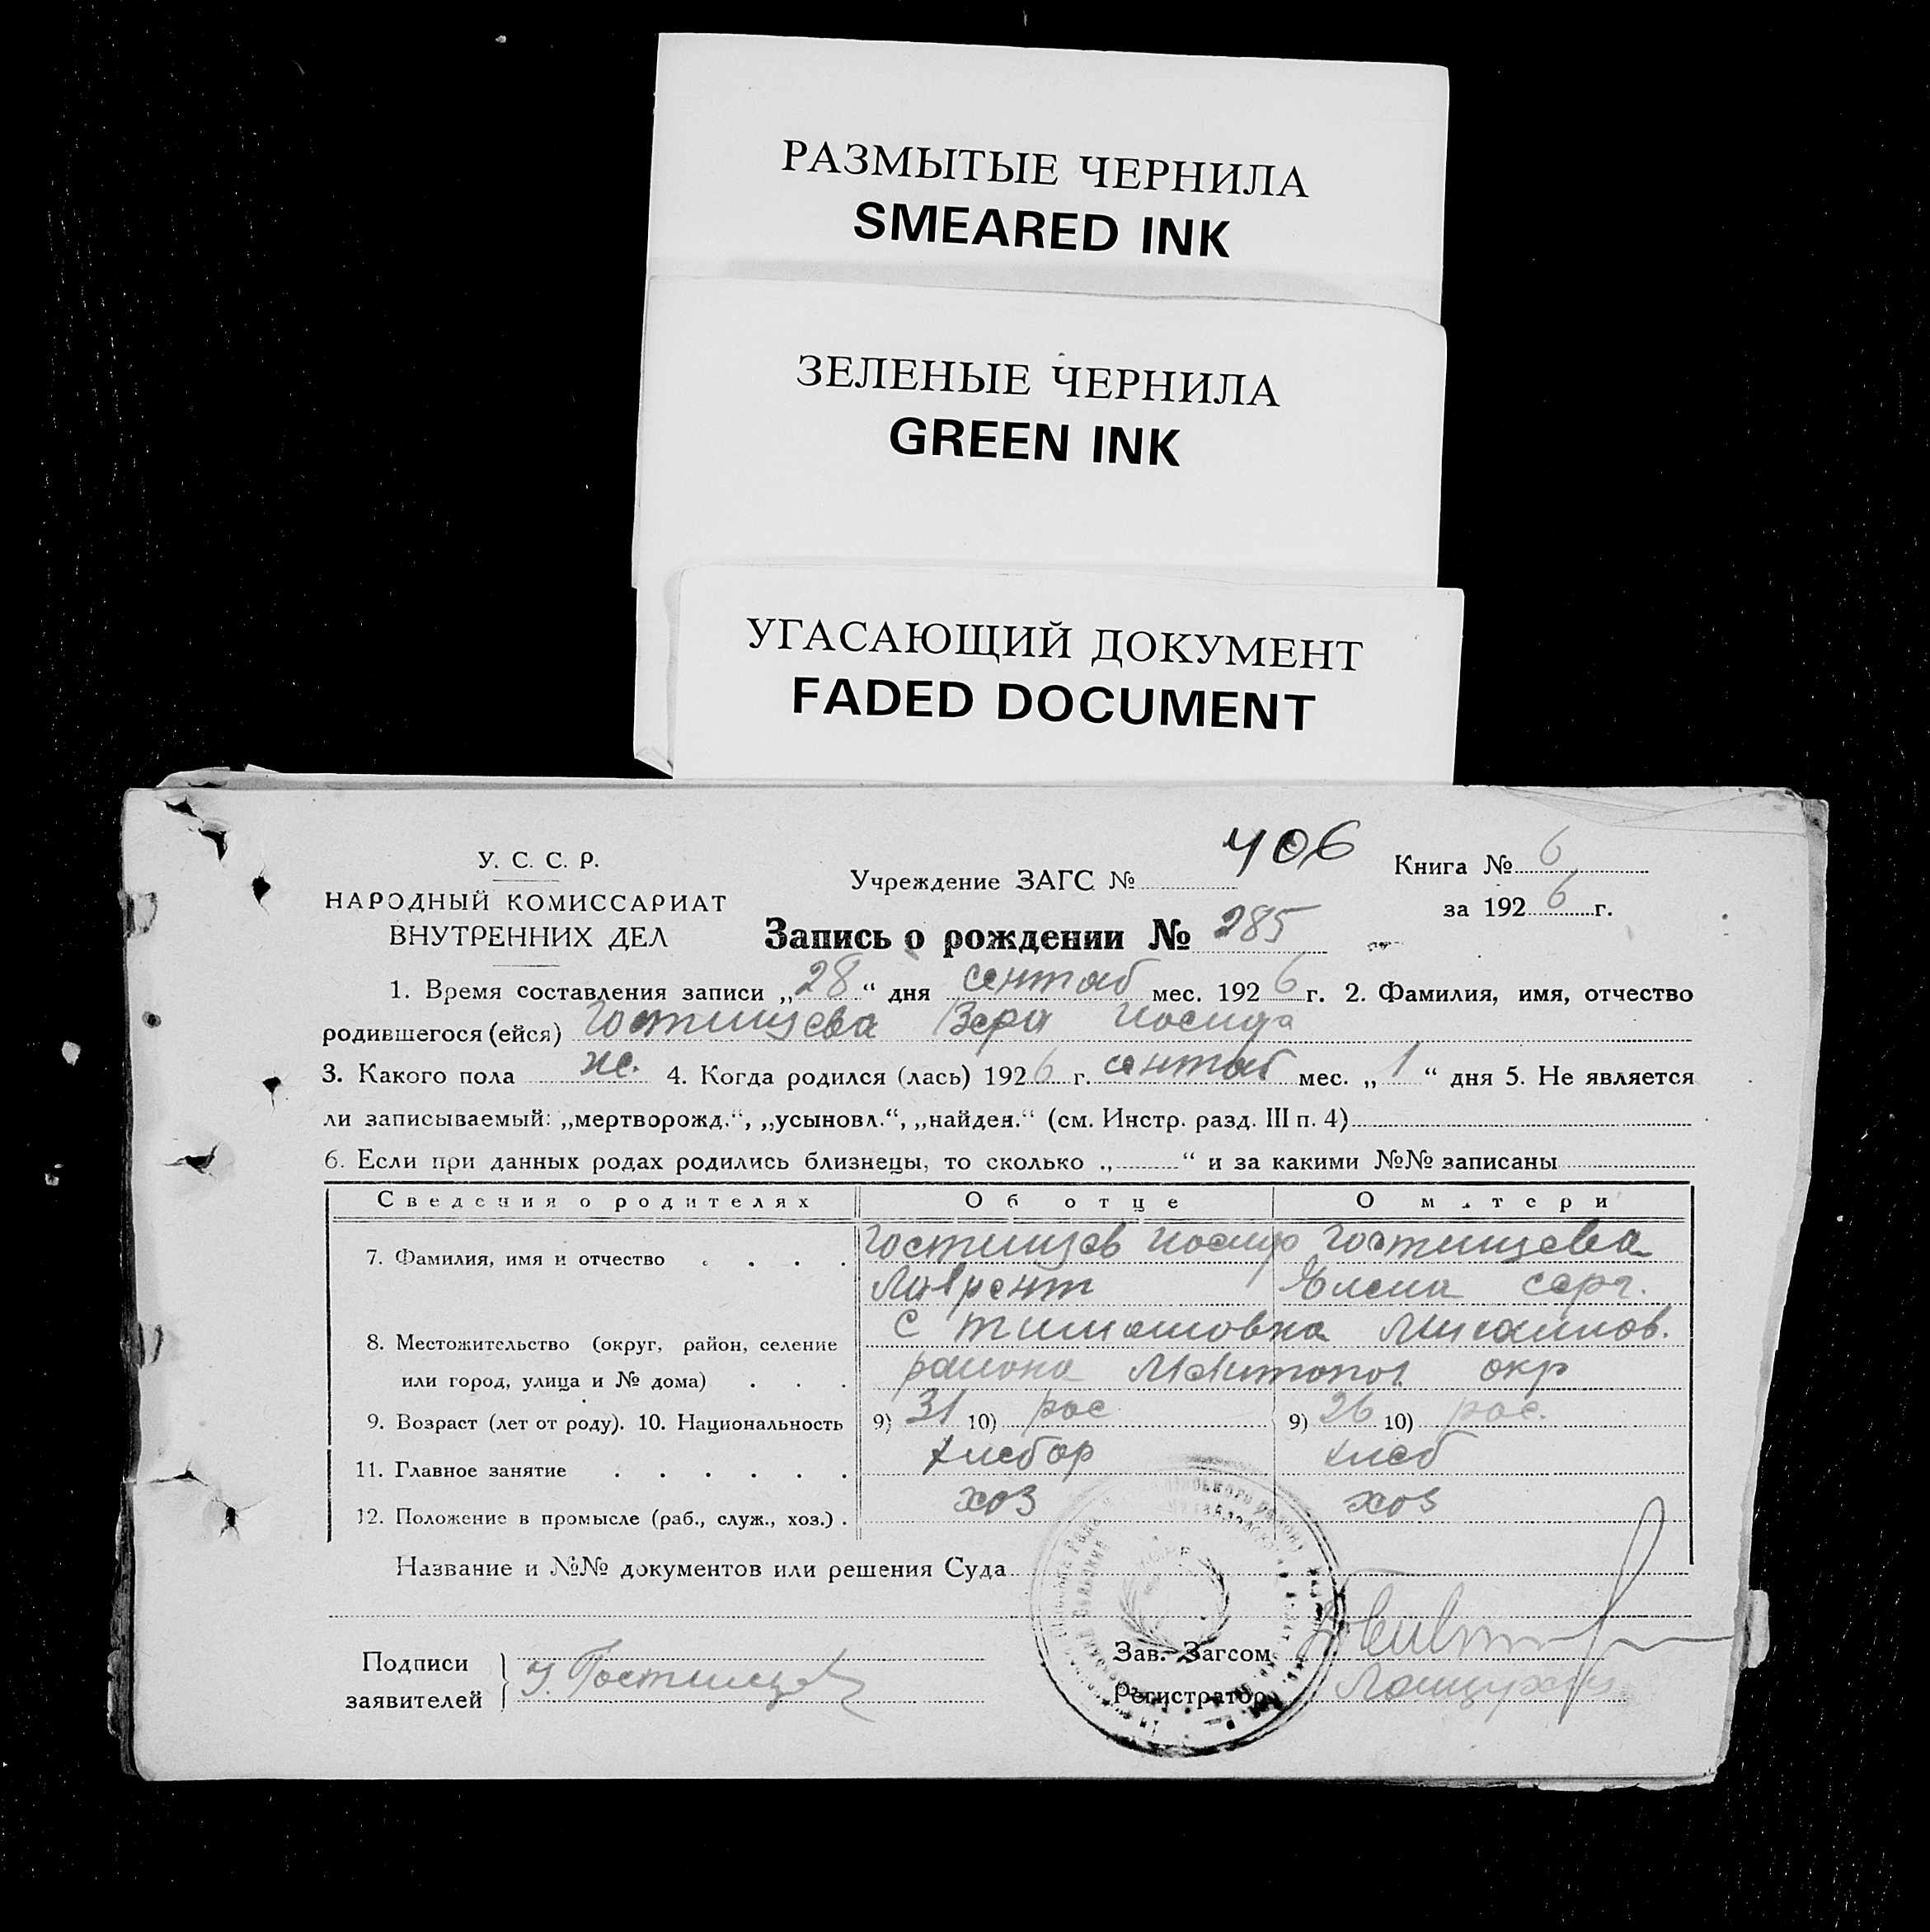 РАЗМЫТЫЕ ЧЕРНИЛА
SMEARED INK
ЗЕЛЕНЫЕ ЧЕРНИЛА
GREEN INK
УГАСАЮЩИЙ ДОКУМЕНТ
FADED DOCUMENT
У. С. С. Р.
НАРОДНЫЙ КОМИССАРИАТ
ВНУТРЕННИХ ДЕЛ
406
Учреждение ЗАГС №
Книга № 6
за 1926 г.
Запись о рождении № 285
1. Время составления записи „28“ дня сентяб мес. 1926 г. 2. Фамилия, имя, отчество
родившегося (ейся) Гостищева Вера Иосифа
3. Какого пола ж. 4. Когда родился (лась) 1926 г. сентяб мес. „1“ дня 5. Не является
ли записываемый: „мертворожд.“, „усыновл.“, „найден.“ (см. Инстр. разд. III п. 4)
6. Если при данных родах родились близнецы, то сколько „ “ и за какими №№ записаны
Сведения о родителях Об отце О матери
7. Фамилия, имя и отчество Гостищев Иосиф Гостищева
Лаврент Елена серг.
8. Местожительство (округ, район, селение с Тимошовка Михайлов.
или город, улица и № дома) района Мелитопол окр
9. Возраст (лет от роду). 10. Национальность 9) 31 10) рос 9) 26 10) рос.
11. Главное занятие хлебор хлеб
12. Положение в промысле (раб., служ., хоз.) хоз хоз
Название и №№ документов или решения Суда
Подписи
заявителей
Гостищев
Зав. Загсом
Регистратор